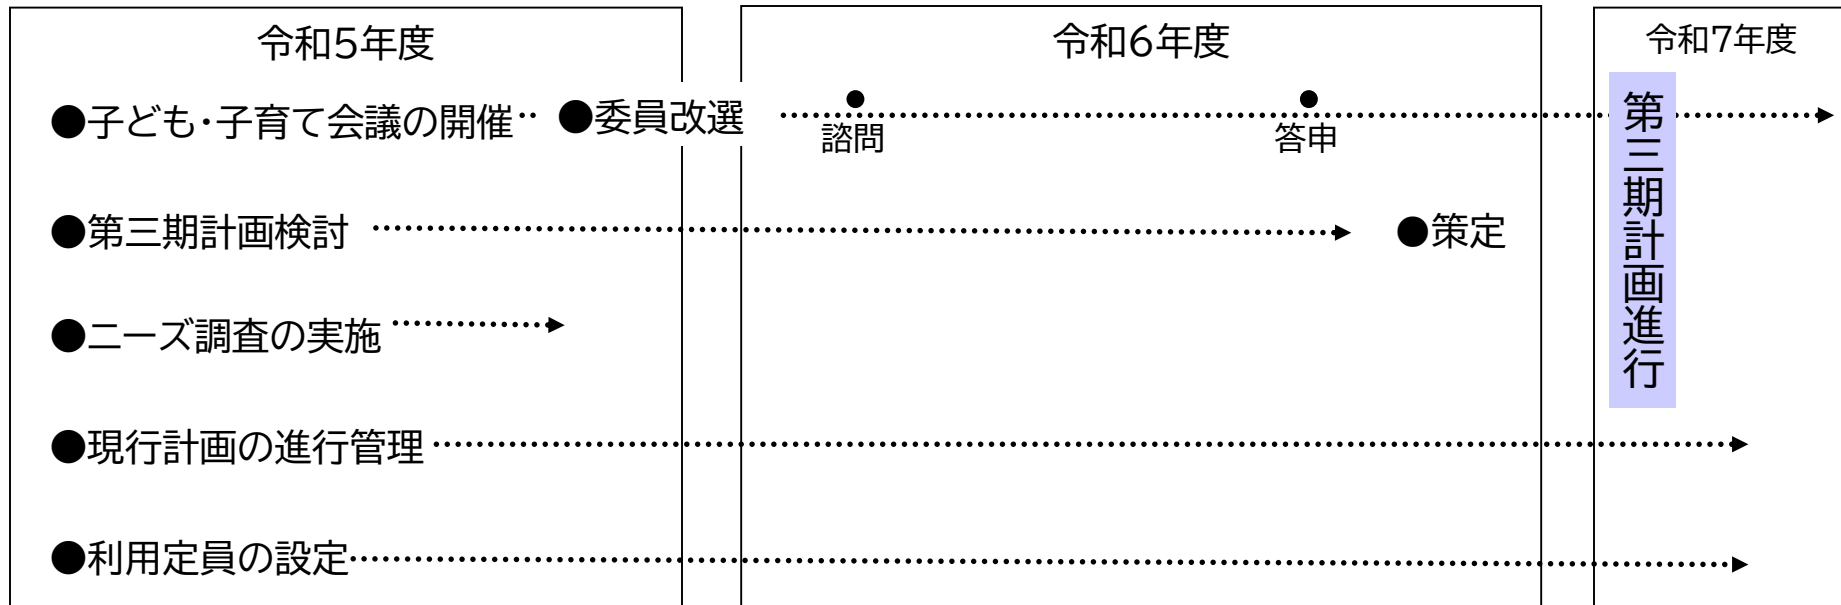 令和5年度
令和6年度
令和7年度
●子ども・子育て会議の開催
●委員改選
諮問
答申
第三期計画進行
●第三期計画検討
●策定
●ニーズ調査の実施
●現行計画の進行管理
●利用定員の設定